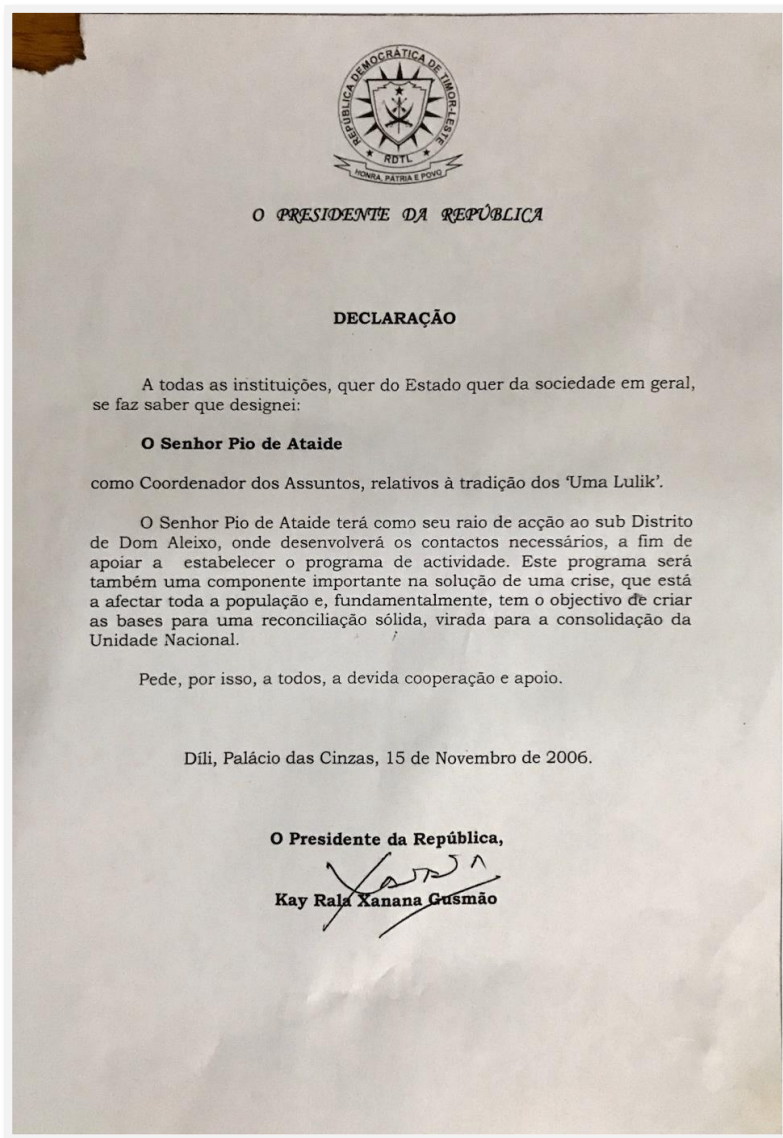 REPÚBLICA DEMOCRÁTICA DE TIMOR-LESTE
RDTL
HONRA, PÁTRIA E POVO
O PRESIDENTE DA REPÚBLICA
DECLARAÇÃO
A todas as instituições, quer do Estado quer da sociedade em geral,
se faz saber que designei:
O Senhor Pio de Ataide
como Coordenador dos Assuntos, relativos à tradição dos 'Uma Lulik'.
O Senhor Pio de Ataide terá como seu raio de acção ao sub Distrito
de Dom Aleixo, onde desenvolverá os contactos necessários, a fim de
apoiar a estabelecer o programa de actividade. Este programa será
também uma componente importante na solução de uma crise, que está
a afectar toda a população e, fundamentalmente, tem o objectivo de criar
as bases para uma reconciliação sólida, virada para a consolidação da
Unidade Nacional.
Pede, por isso, a todos, a devida cooperação e apoio.
Díli, Palácio das Cinzas, 15 de Novembro de 2006.
O Presidente da República,
Kay Rala Xanana Gusmão